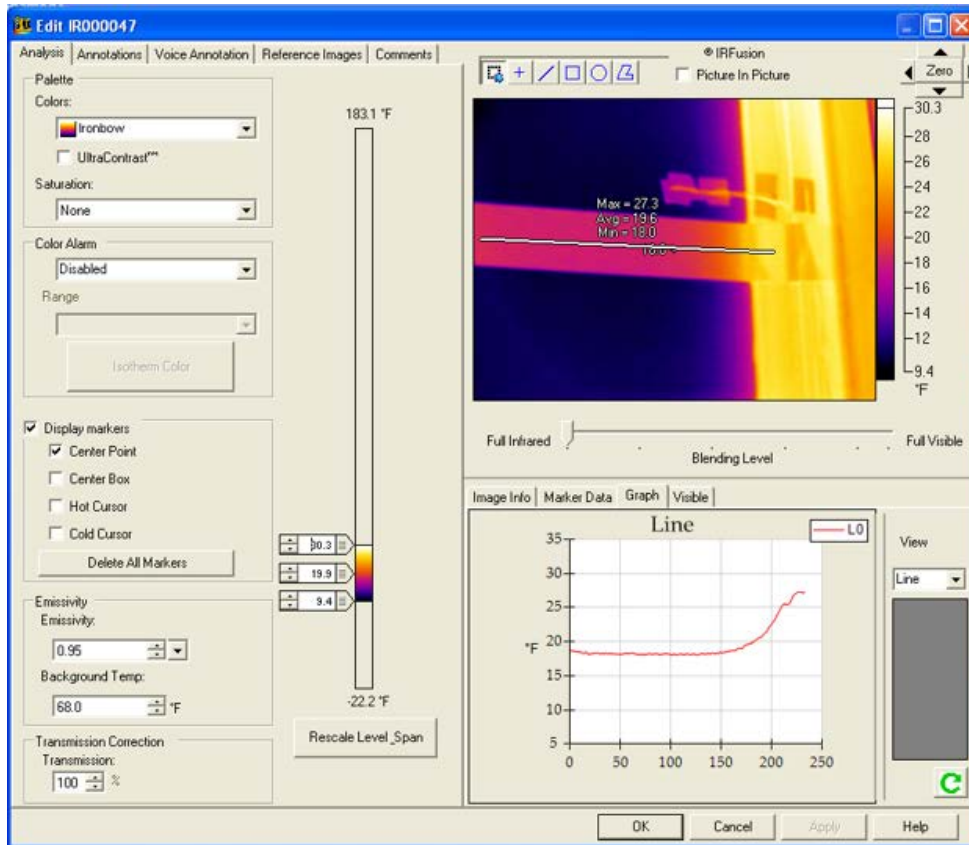 Edit IR000047
Analysis Annotations Voice Annotation Reference Images Comments
Palette
Colors:
Ironbow
UltraContrast™
Saturation:
None
Color Alarm
Disabled
Range
Isotherm Color
Display markers
Center Point
Center Box
Hot Cursor
Cold Cursor
Delete All Markers
Emissivity
Emissivity:
0.95
Background Temp:
68.0 °F
Transmission Correction
Transmission:
100 %
183.1 °F
30.3
19.9
9.4
-22.2 °F
Rescale Level_Span
® IRFusion
Picture In Picture
Zero
Max = 27.3
Avg = 19.6
Min = 18.0
30.3
28
26
24
22
20
18
16
14
12
9.4
°F
Full Infrared
Full Visible
Blending Level
Image Info Marker Data Graph Visible
Line
L0
35
30
25
20
15
10
5
°F
0 50 100 150 200 250
View
Line
OK Cancel Apply Help